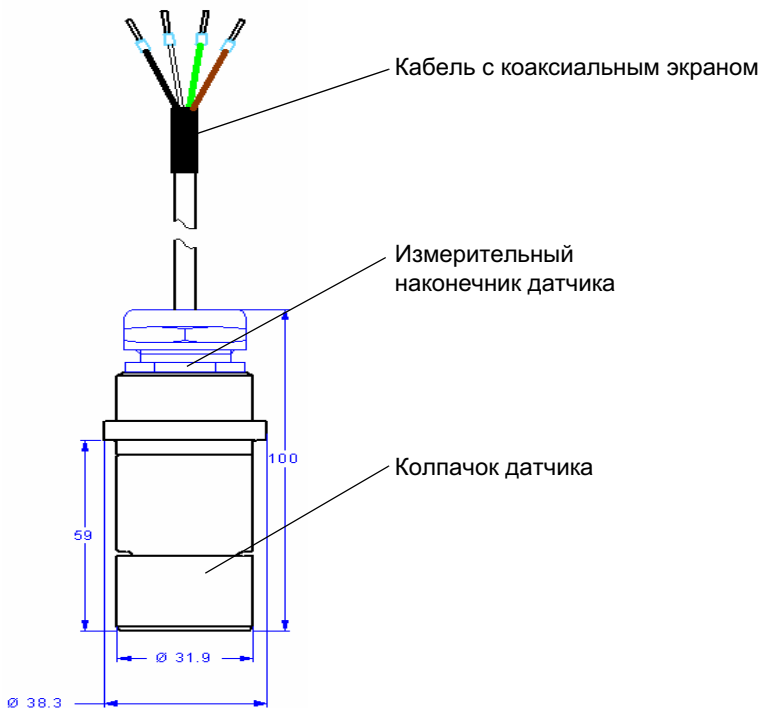 Кабель с коаксиальным экраном
Измерительный
наконечник датчика
100
Колпачок датчика
59
Ø 31.9
Ø 38.3